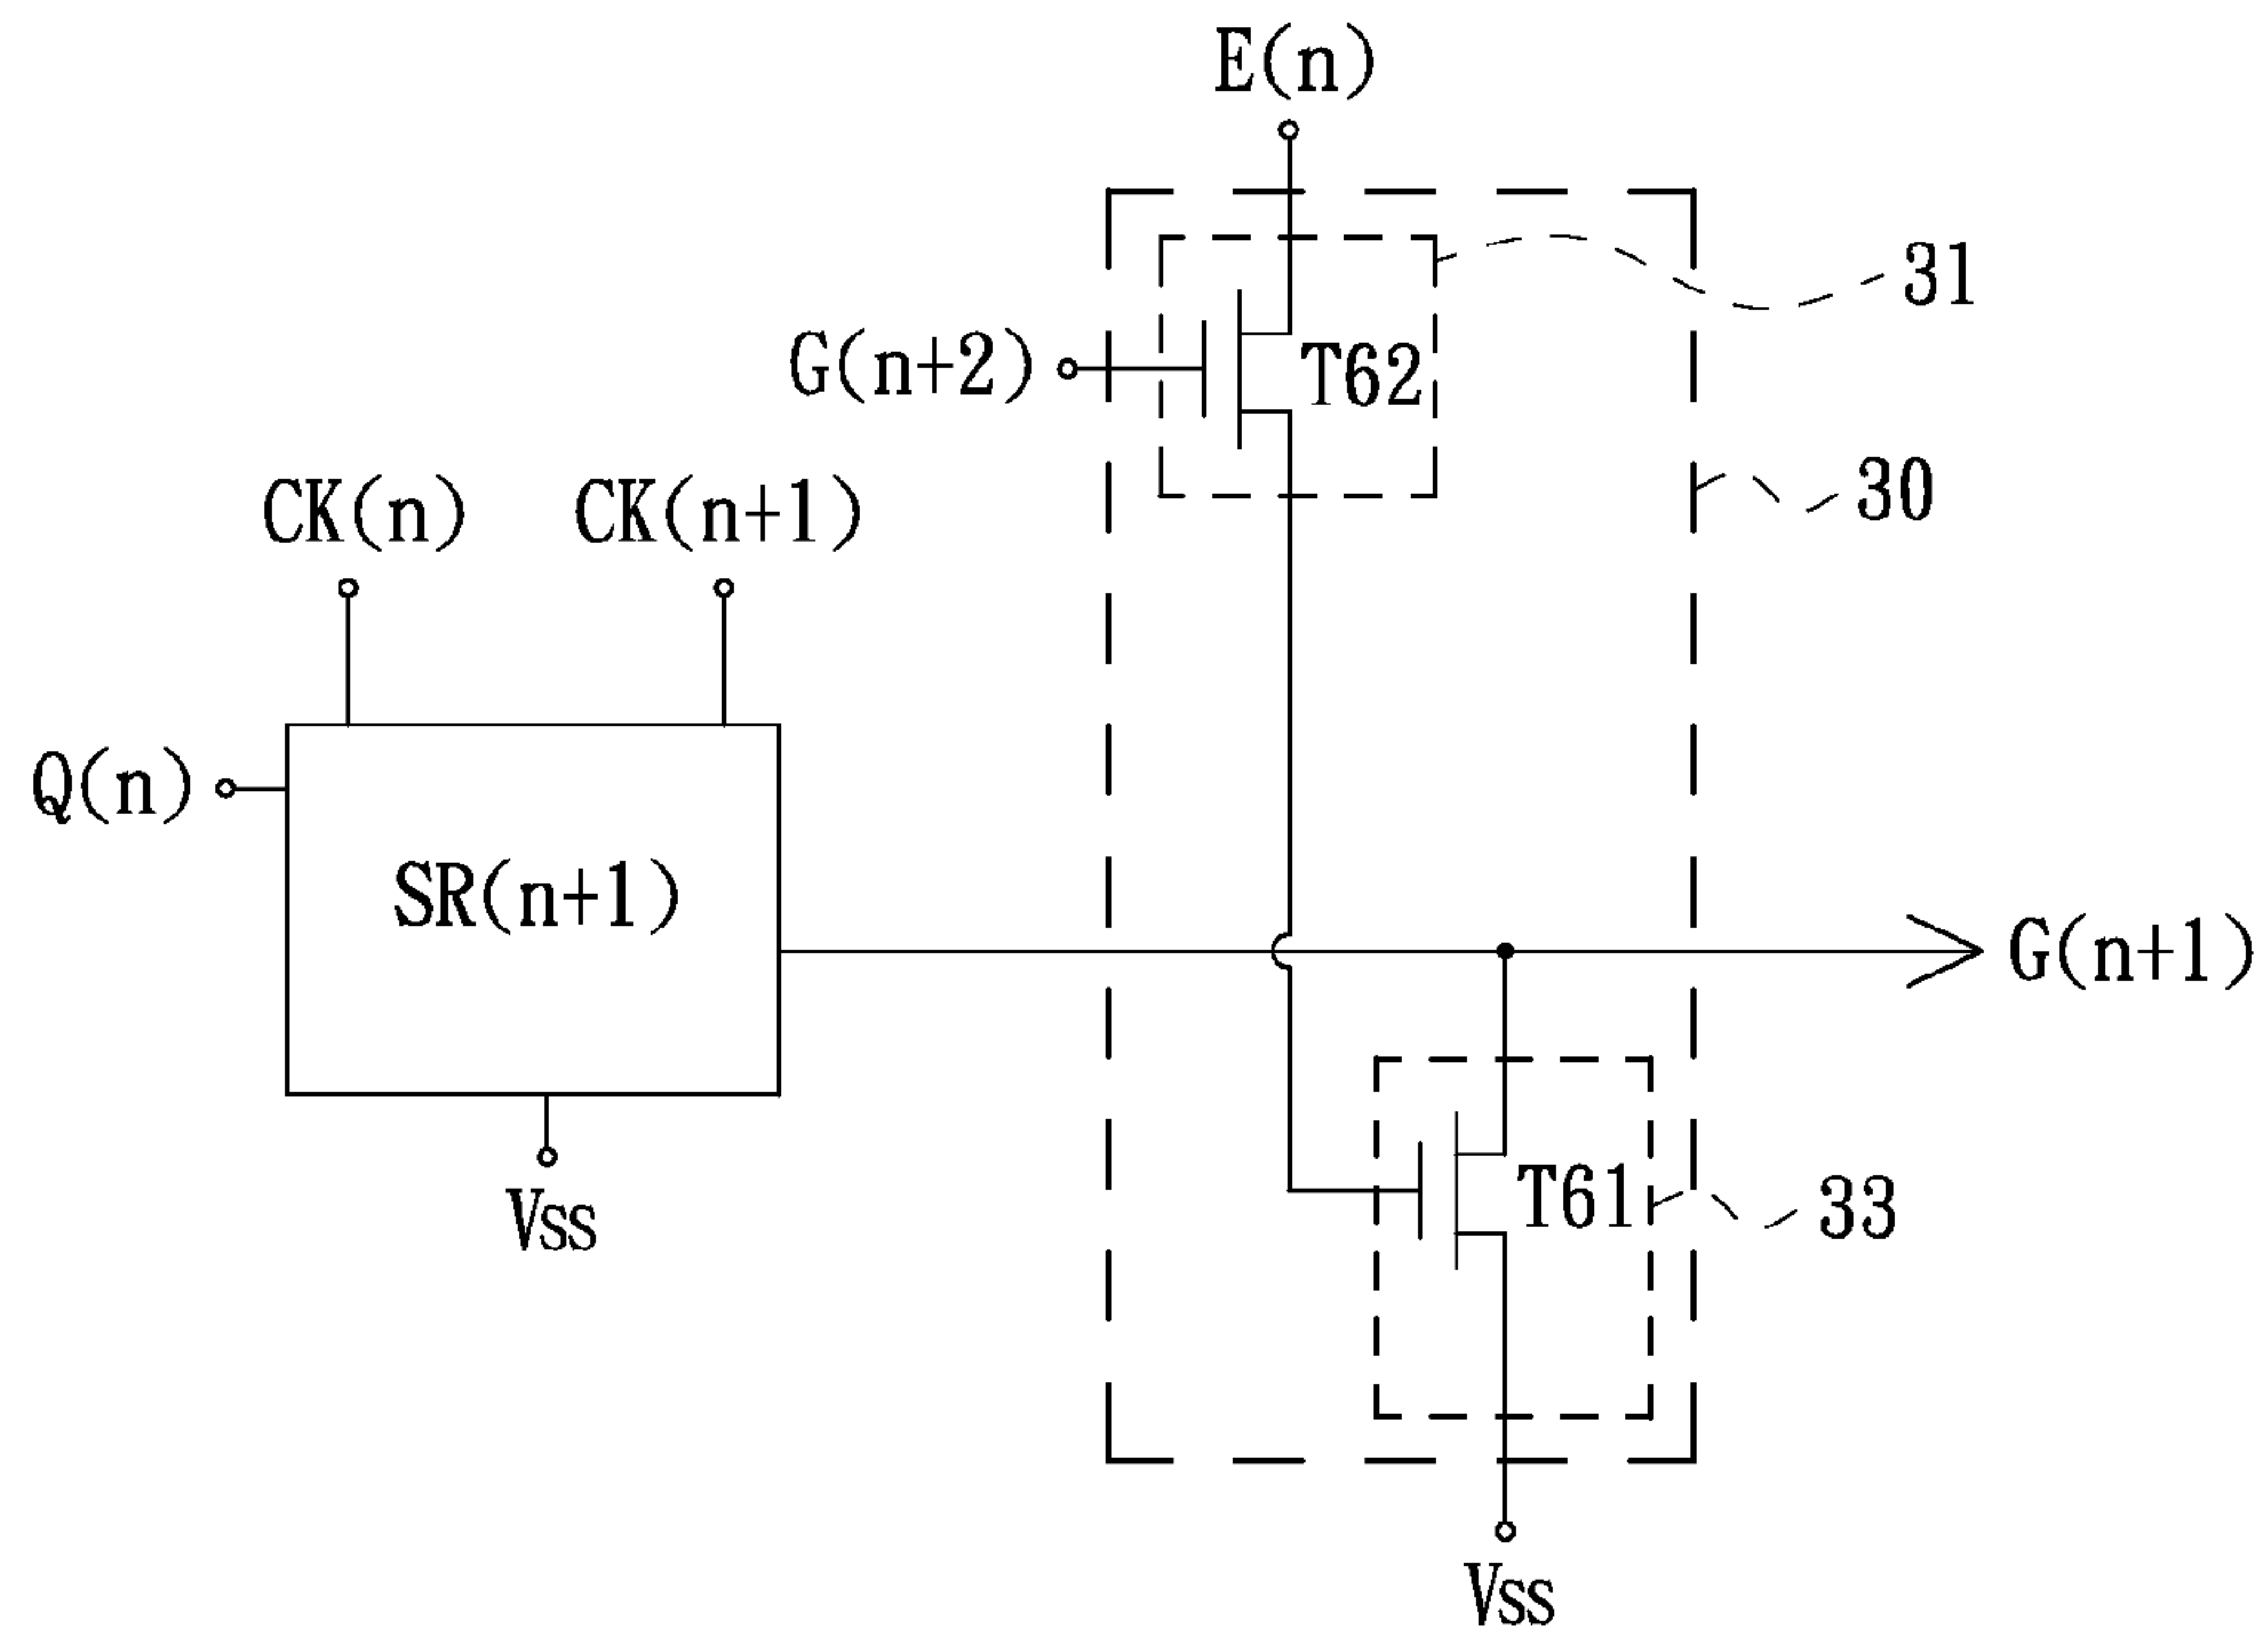 E(n)
31
G(n+2)
T62
30
CK(n)
CK(n+1)
Q(n)
SR(n+1)
G(n+1)
T61
33
Vss
Vss